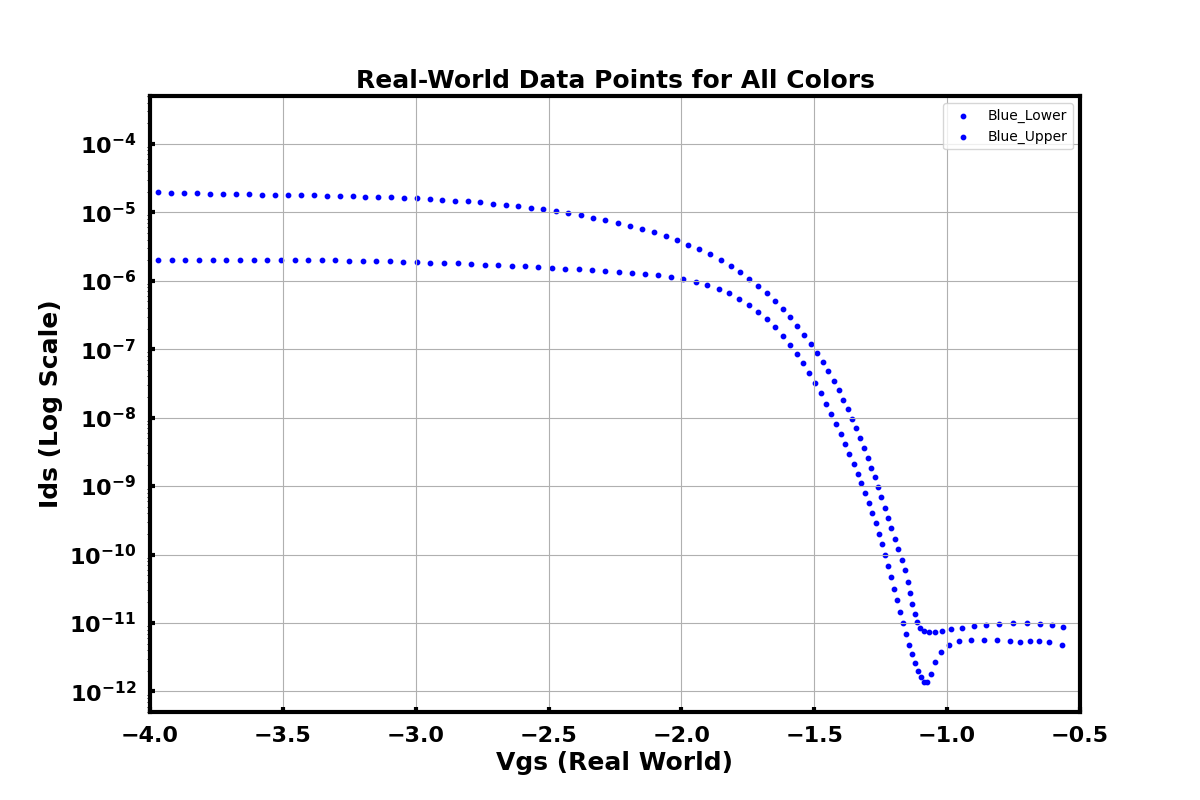 Real-World Data Points for All Colors
Blue_Lower
Blue_Upper
10⁻⁴
10⁻⁵
10⁻⁶
10⁻⁷
10⁻⁸
10⁻⁹
10⁻¹⁰
10⁻¹¹
10⁻¹²
Ids (Log Scale)
−4.0 −3.5 −3.0 −2.5 −2.0 −1.5 −1.0 −0.5
Vgs (Real World)